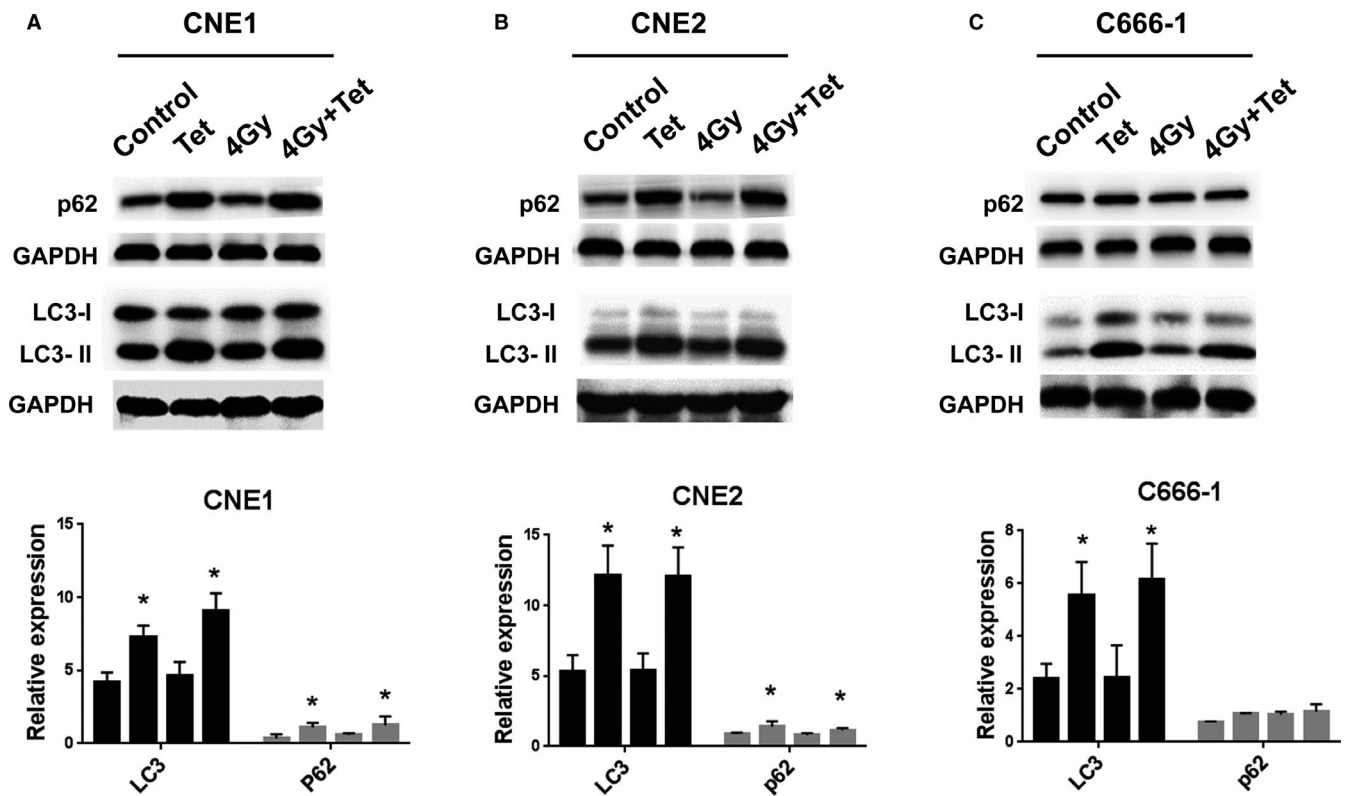 A
CNE1
Control
Tet
4Gy
4Gy+Tet
p62
GAPDH
LC3-I
LC3- II
GAPDH
CNE1
Relative expression
15
10
5
0
*
*
*
*
LC3
P62
B
CNE2
Control
Tet
4Gy
4Gy+Tet
p62
GAPDH
LC3-I
LC3- II
GAPDH
CNE2
Relative expression
15
10
5
0
*
*
*
*
LC3
p62
C
C666-1
Control
Tet
4Gy
4Gy+Tet
p62
GAPDH
LC3-I
LC3- II
GAPDH
C666-1
Relative expression
8
6
4
2
0
*
*
LC3
p62